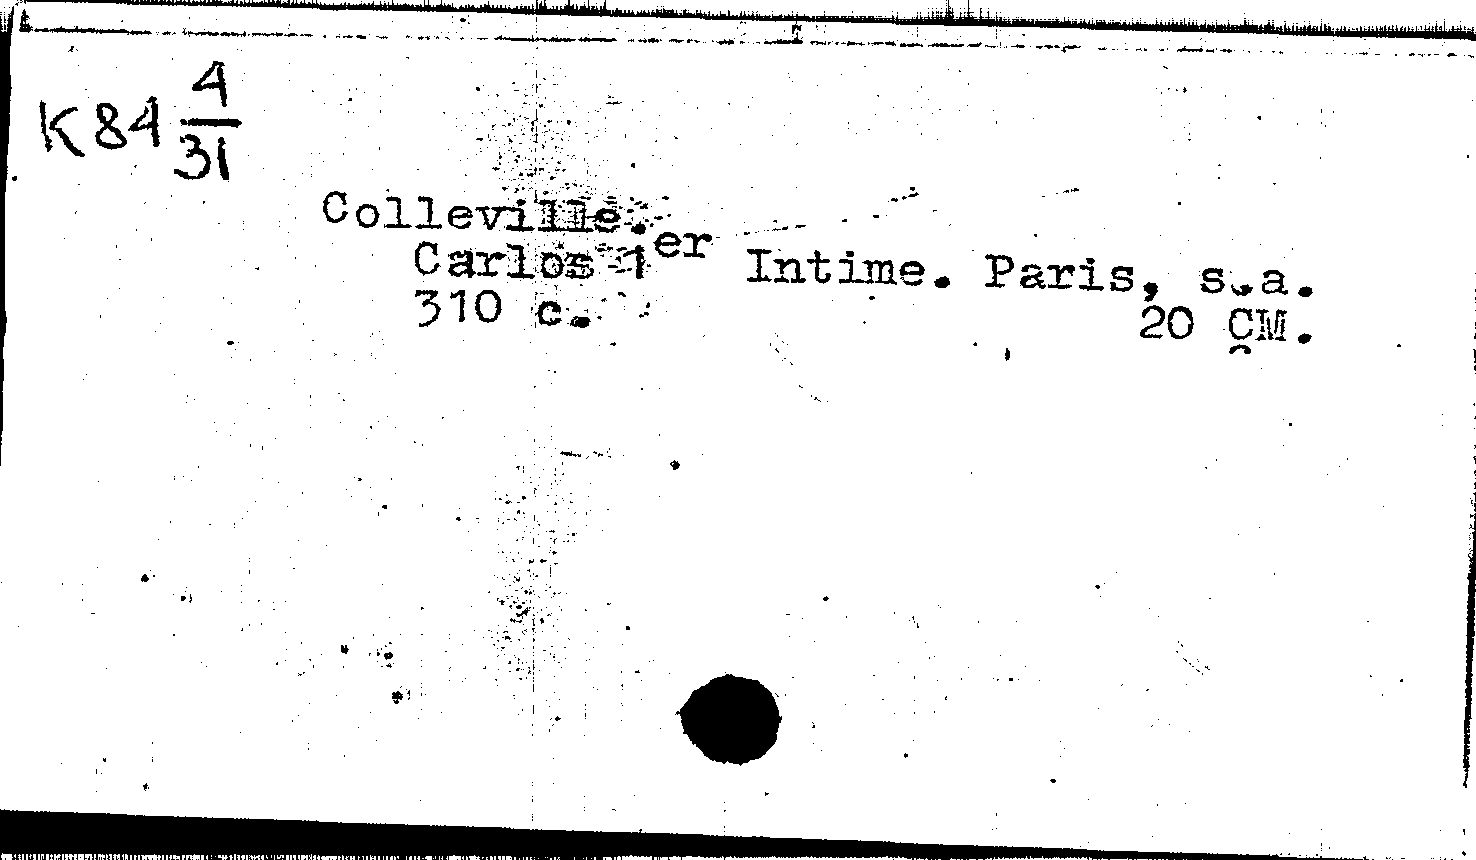 K84 4/31
Colleville.
Carlos 1er Intime. Paris, s.a.
310 c. 20 CM.